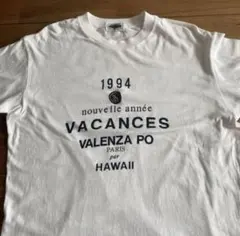 1994
nouvelle année
VACANCES
VALENZA PO
PARIS
par
HAWAII